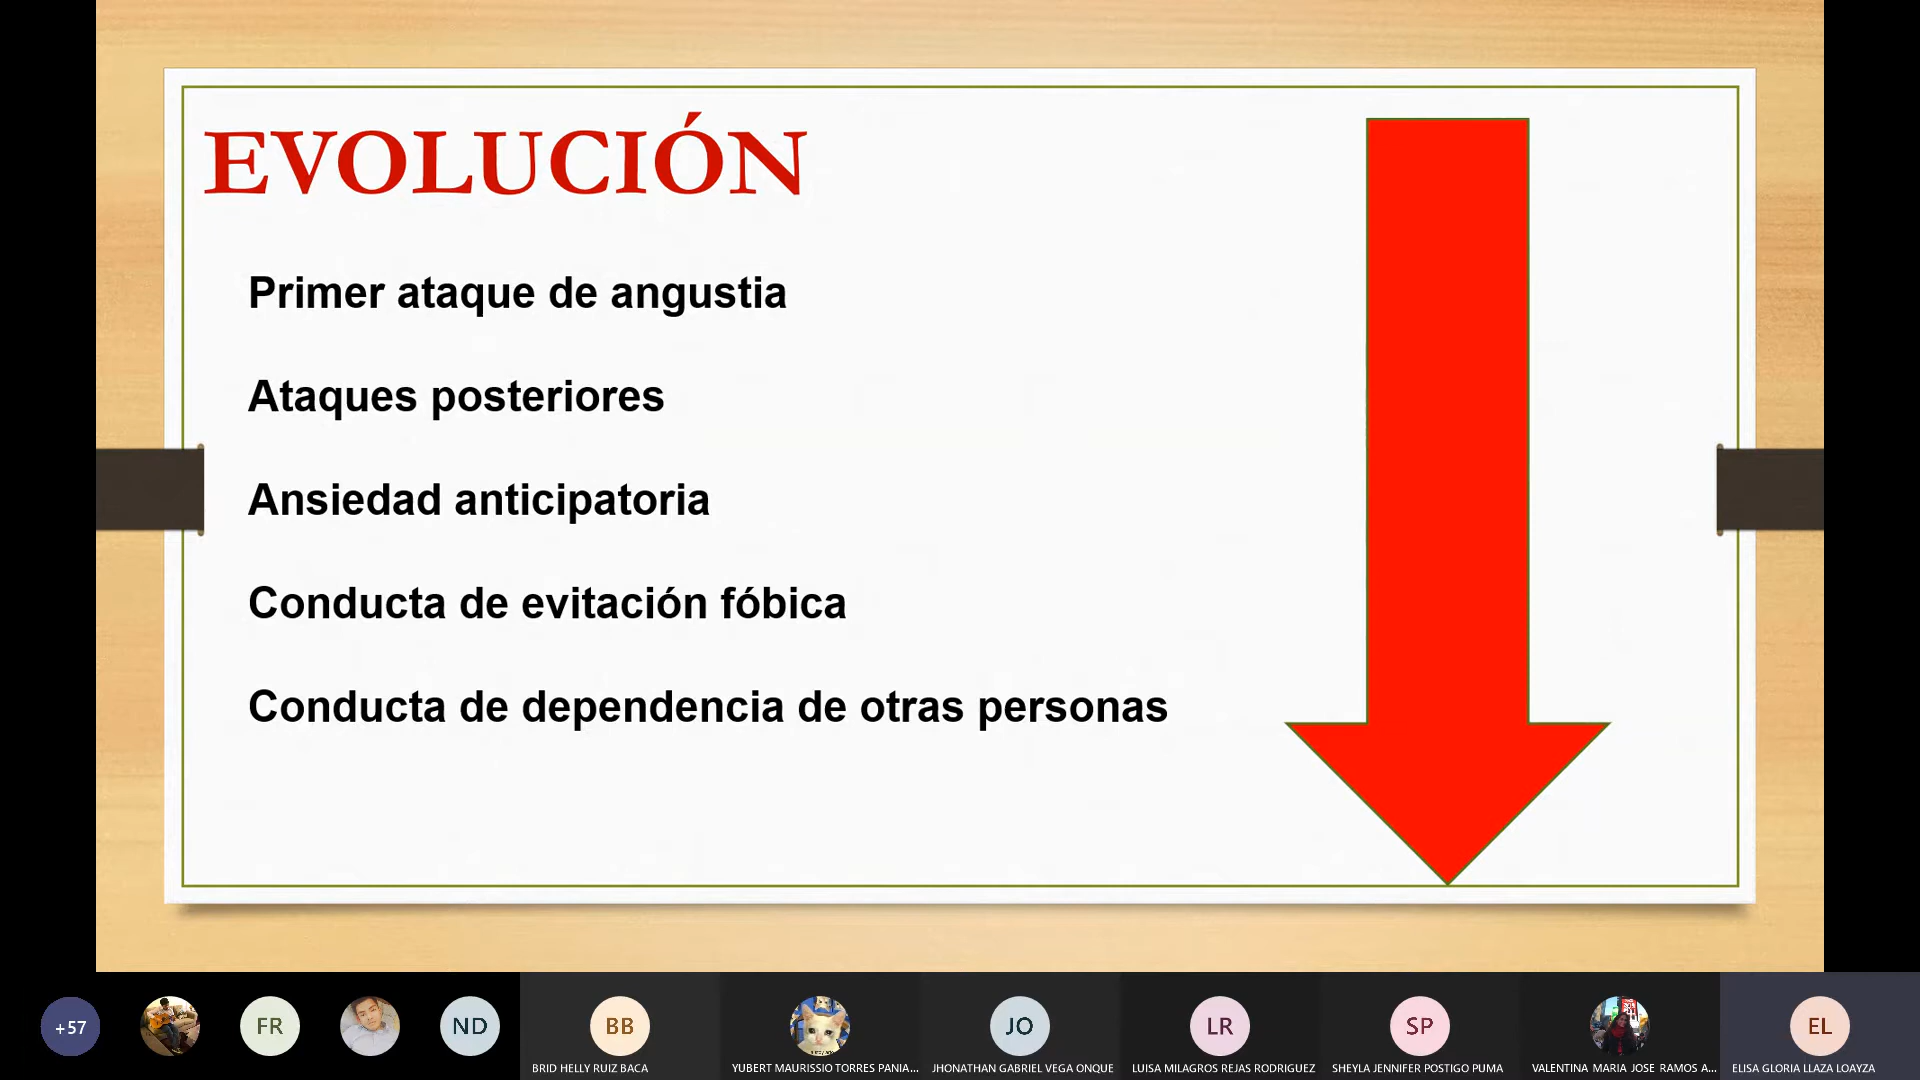 EVOLUCIÓN
Primer ataque de angustia
Ataques posteriores
Ansiedad anticipatoria
Conducta de evitación fóbica
Conducta de dependencia de otras personas
+57
FR
ND
BB
JO
LR
SP
EL
BRID HELLY RUIZ BACA
YUBERT MAURISSIO TORRES PANIA...
JHONATHAN GABRIEL VEGA ONQUE
LUISA MILAGROS REJAS RODRIGUEZ
SHEYLA JENNIFER POSTIGO PUMA
VALENTINA MARIA JOSE RAMOS A...
ELISA GLORIA LLAZA LOAYZA